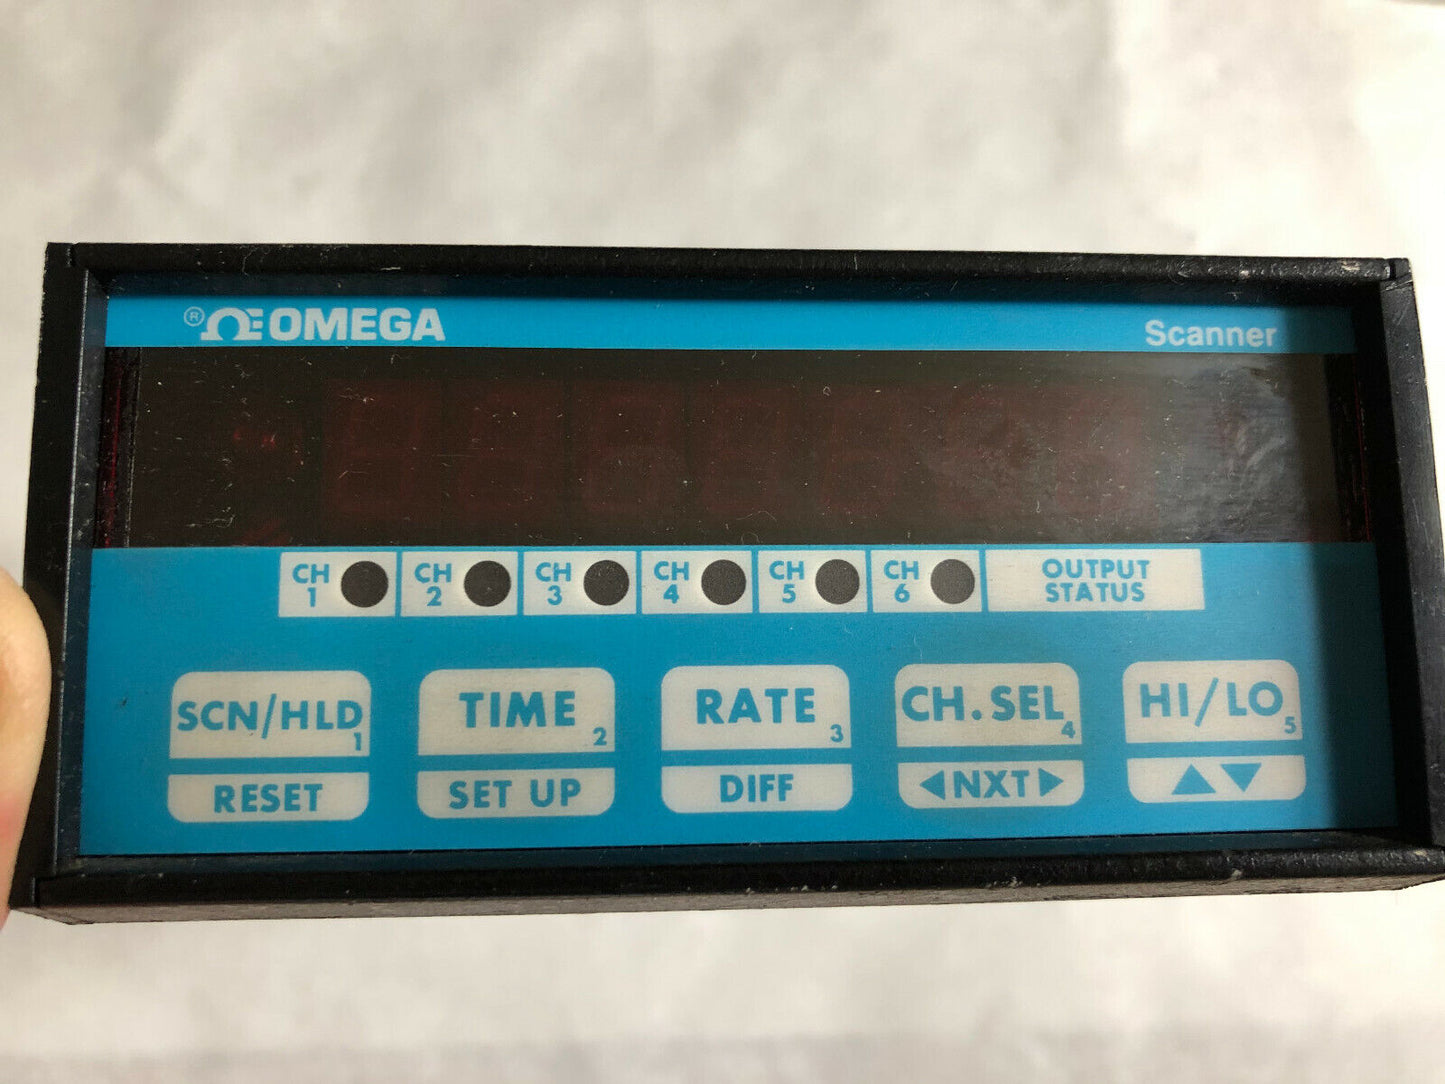 ® OMEGA
Scanner
CH 1
CH 2
CH 3
CH 4
CH 5
CH 6
OUTPUT
STATUS
SCN/HLD 1
TIME 2
RATE 3
CH. SEL 4
HI/LO 5
RESET
SET UP
DIFF
◀NXT▶
▲▼